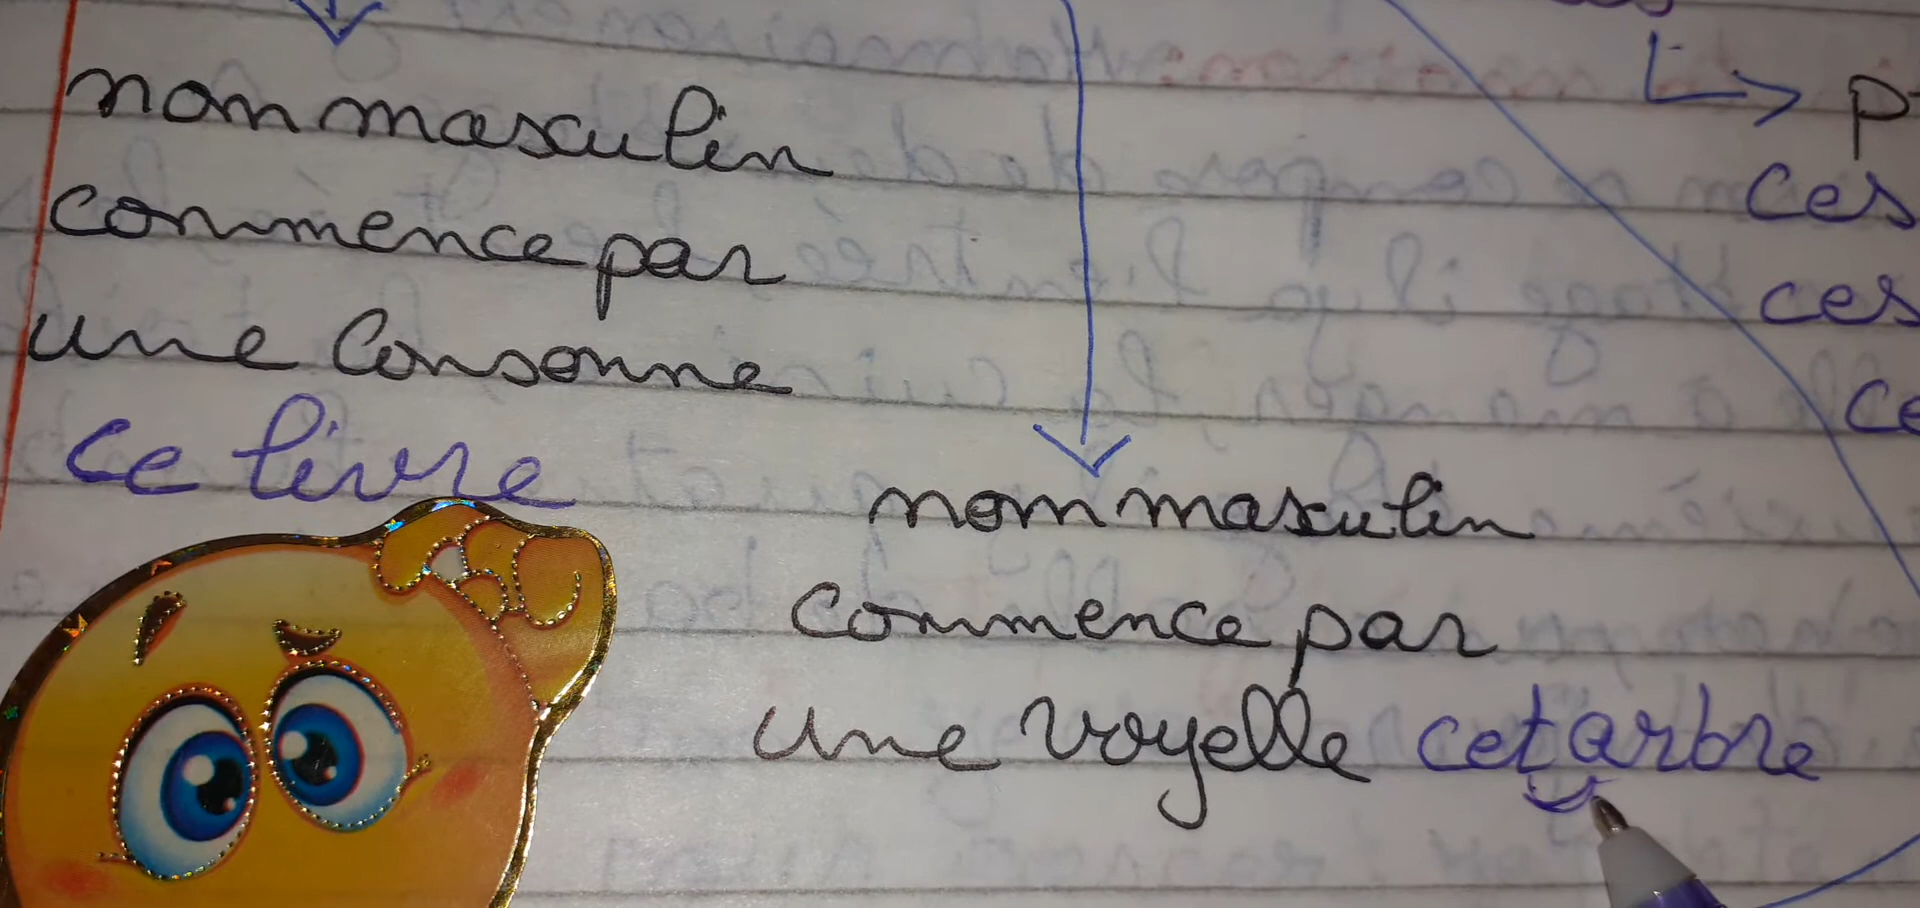 nom masculin
commence par
une consonne
ce livre
nom masculin
commence par
une voyelle cet arbre
ces
ces